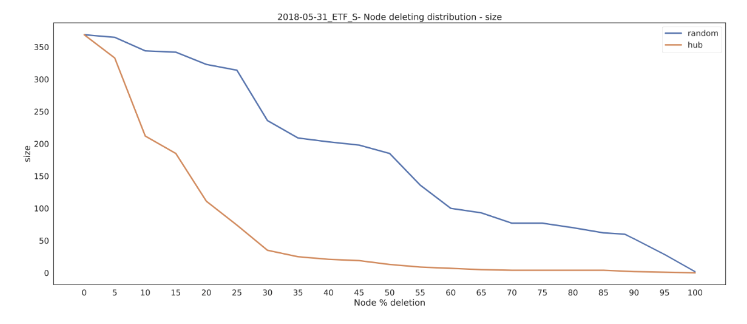 2018-05-31_ETF_S- Node deleting distribution - size
random
hub
350
300
250
200
150
100
50
0
size
0 5 10 15 20 25 30 35 40 45 50 55 60 65 70 75 80 85 90 95 100
Node % deletion